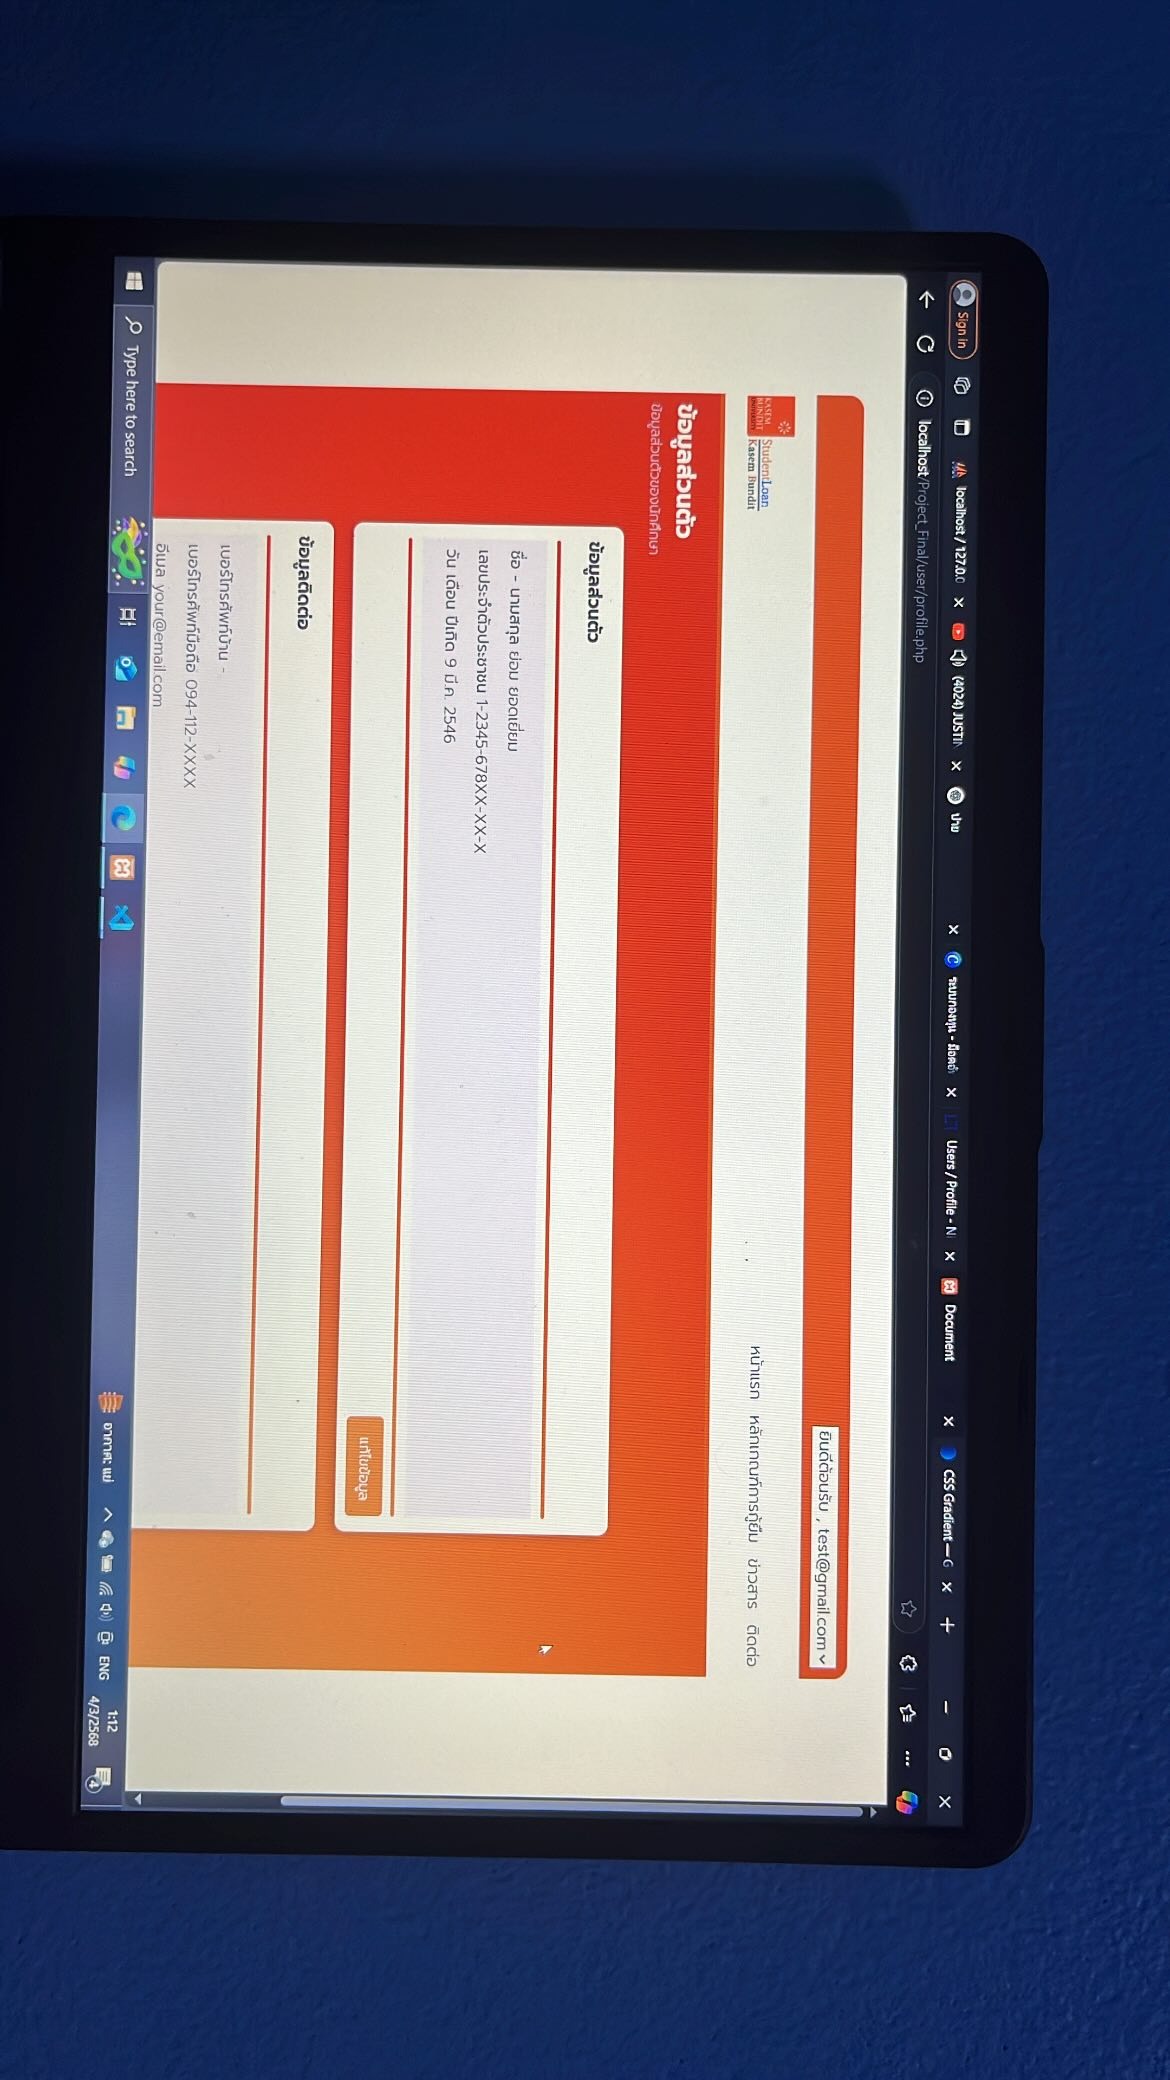 Sign in
localhost / 127.0.0
(4024) JUSTIN
ปาย
ระบบกองทุน - ม็อคอัพ
Users / Profile - Ni
Document
CSS Gradient — G
localhost/Project_Final/user/profile.php
ยินดีต้อนรับ , test@gmail.com
KASEM BUNDIT UNIVERSITY
StudentLoan
Kasem Bundit
หน้าแรก หลักเกณฑ์การกู้ยืม ข่าวสาร ติดต่อ
ข้อมูลส่วนตัว
ข้อมูลส่วนตัวของนักศึกษา
ข้อมูลส่วนตัว
ชื่อ - นามสกุล ย่อม ยอดเยี่ยม
เลขประจำตัวประชาชน 1-2345-678XX-XX-X
วัน เดือน ปีเกิด 9 มี.ค. 2546
แก้ไขข้อมูล
ข้อมูลติดต่อ
เบอร์โทรศัพท์บ้าน -
เบอร์โทรศัพท์มือถือ 094-112-XXXX
อีเมล your@email.com
Type here to search
อากาศ: แย่
ENG
1:12
4/3/2568
4